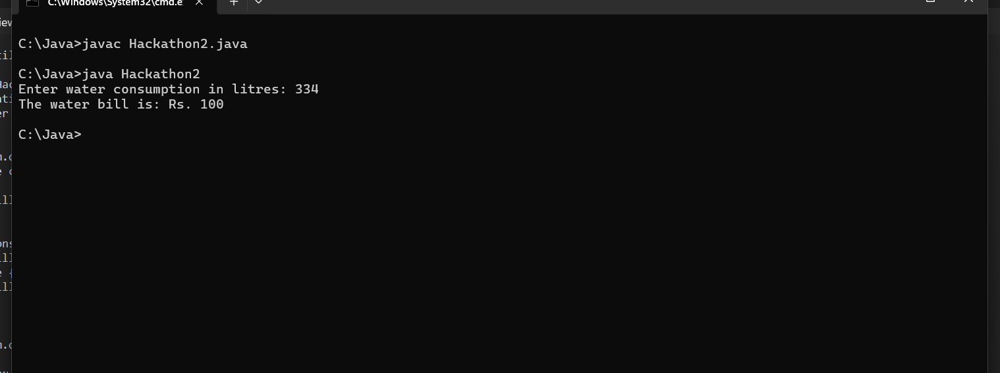 C:\Windows\System32\cmd.e
C:\Java>javac Hackathon2.java
C:\Java>java Hackathon2
Enter water consumption in litres: 334
The water bill is: Rs. 100
C:\Java>